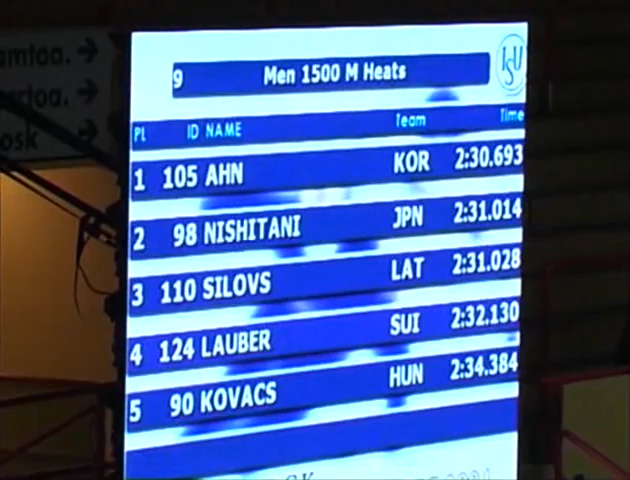 ISU
9 Men 1500 M Heats
Pl ID NAME Team Time
1 105 AHN KOR 2:30.693
2 98 NISHITANI JPN 2:31.014
3 110 SILOVS LAT 2:31.028
4 124 LAUBER SUI 2:32.130
5 90 KOVACS HUN 2:34.384